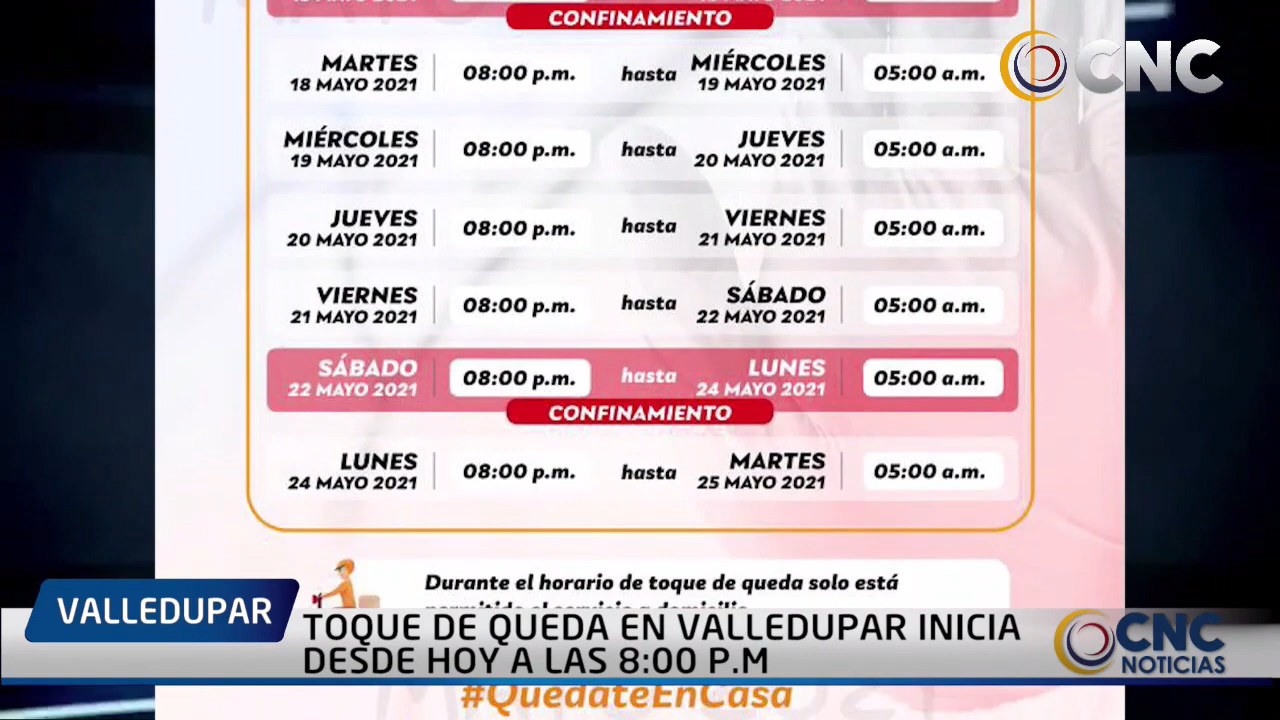 CONFINAMIENTO
MARTES
18 MAYO 2021
08:00 p.m.
hasta
MIÉRCOLES
19 MAYO 2021
05:00 a.m.
MIÉRCOLES
19 MAYO 2021
08:00 p.m.
hasta
JUEVES
20 MAYO 2021
05:00 a.m.
JUEVES
20 MAYO 2021
08:00 p.m.
hasta
VIERNES
21 MAYO 2021
05:00 a.m.
VIERNES
21 MAYO 2021
08:00 p.m.
hasta
SÁBADO
22 MAYO 2021
05:00 a.m.
SÁBADO
22 MAYO 2021
08:00 p.m.
hasta
LUNES
24 MAYO 2021
05:00 a.m.
CONFINAMIENTO
LUNES
24 MAYO 2021
08:00 p.m.
hasta
MARTES
25 MAYO 2021
05:00 a.m.
Durante el horario de toque de queda solo está
permitido el servicio a domicilio
#QuédateEnCasa
CNC
VALLEDUPAR
TOQUE DE QUEDA EN VALLEDUPAR INICIA
DESDE HOY A LAS 8:00 P.M
CNC
NOTICIAS